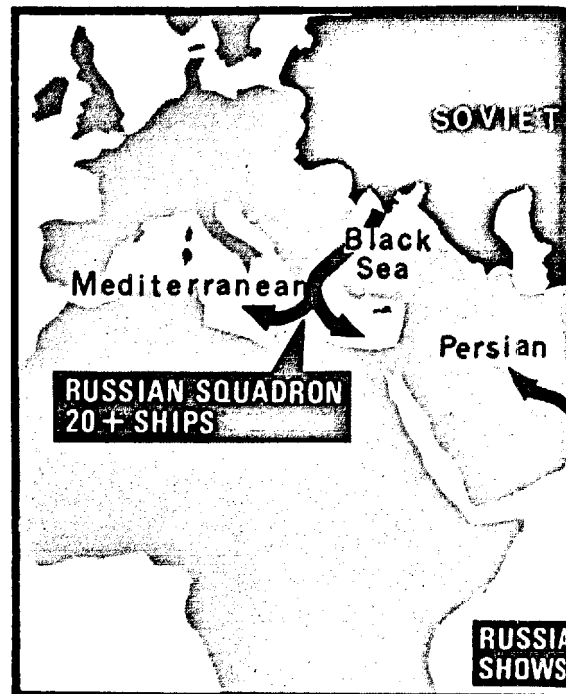 SOVIET
Black
Sea
Mediterranean
Persian
RUSSIAN SQUADRON
20+ SHIPS
RUSSIA
SHOWS